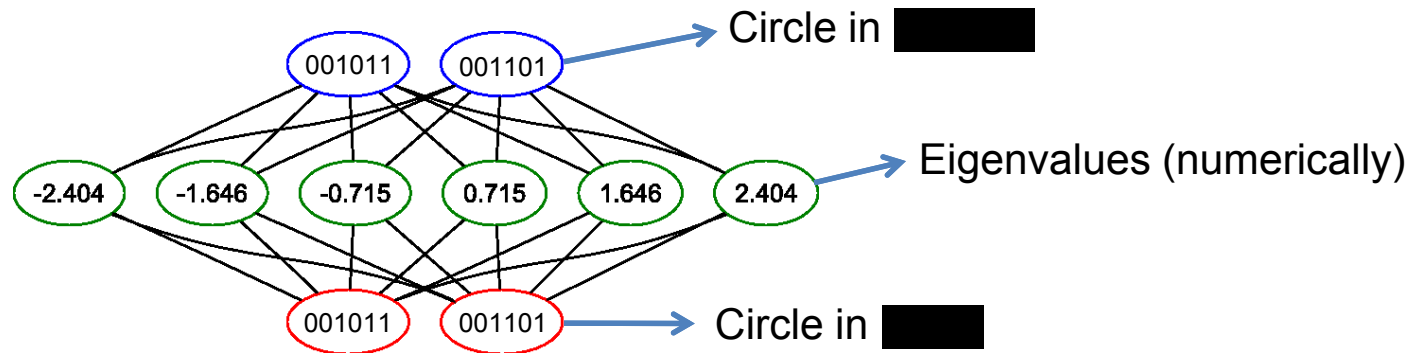 Circle in
001011 001101
Eigenvalues (numerically)
-2.404 -1.646 -0.715 0.715 1.646 2.404
001011 001101
Circle in